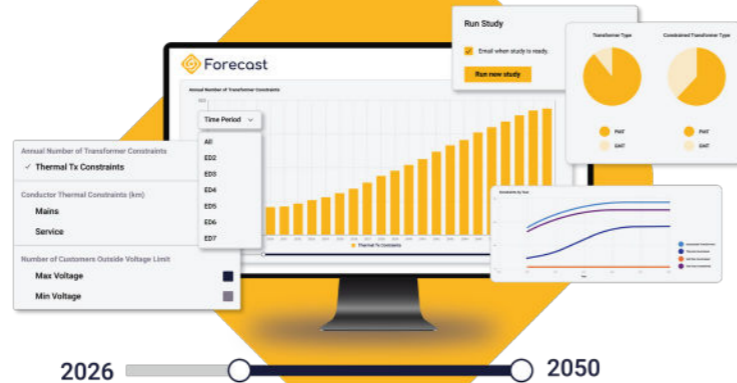 Run Study
Email when study is ready.
Run new study
Transformer Type
Constrained Transformer Type
PMT
GMT
PMT
GMT
Forecast
Annual Number of Transformer Constraints
Time Period
All
ED2
ED3
ED4
ED5
ED6
ED7
Thermal Tx Constraints
Annual Number of Transformer Constraints
Thermal Tx Constraints
Conductor Thermal Constraints (km)
Mains
Service
Number of Customers Outside Voltage Limit
Max Voltage
Min Voltage
Constraints by Year
2026
2050